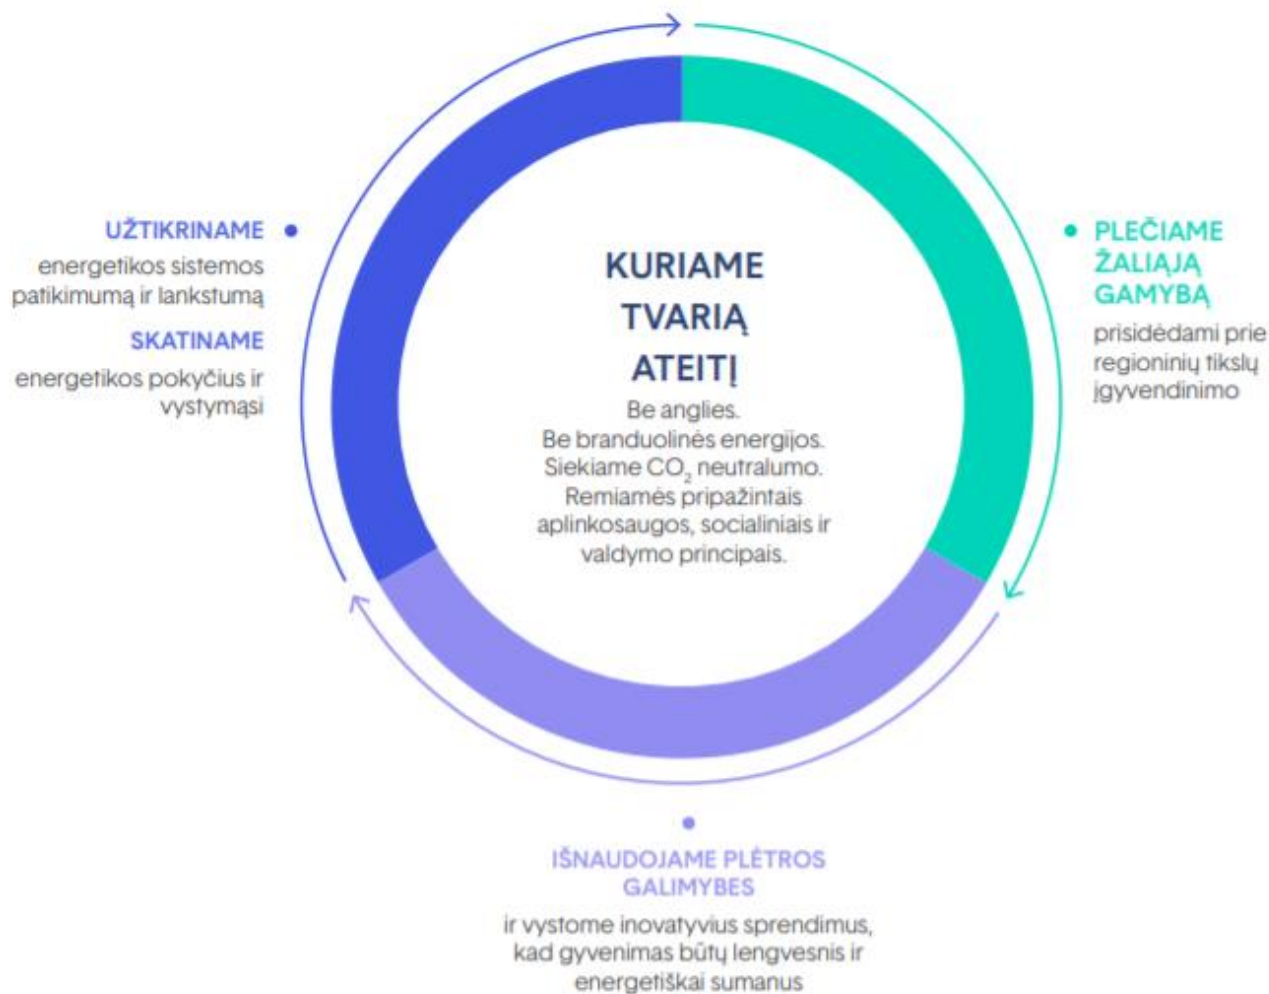 UŽTIKRINAME
energetikos sistemos
patikimumą ir lankstumą
SKATINAME
energetikos pokyčius ir
vystymąsi
KURIAME
TVARIĄ
ATEITĮ
Be anglies.
Be branduolinės energijos.
Siekiame CO₂ neutralumo.
Remiamės pripažintais
aplinkosaugos, socialiniais ir
valdymo principais.
PLEČIAME
ŽALIĄJĄ
GAMYBĄ
prisidėdami prie
regioninių tikslų
įgyvendinimo
IŠNAUDOJAME PLĖTROS
GALIMYBES
ir vystome inovatyvius sprendimus,
kad gyvenimas būtų lengvesnis ir
energetiškai sumanus